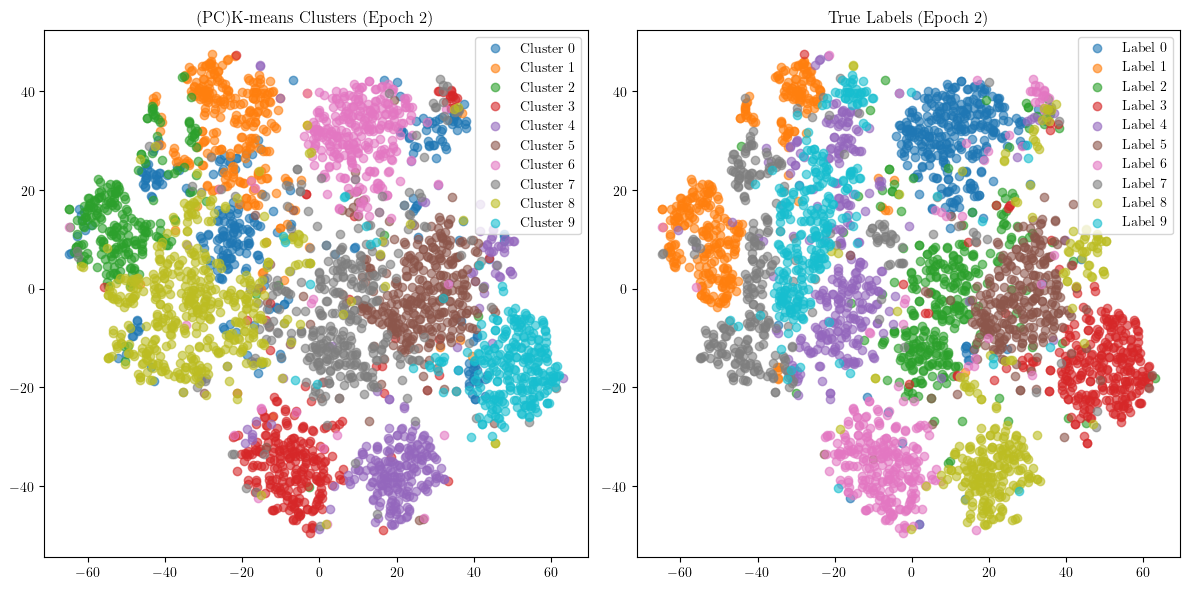 (PC)K-means Clusters (Epoch 2)
Cluster 0
Cluster 1
Cluster 2
Cluster 3
Cluster 4
Cluster 5
Cluster 6
Cluster 7
Cluster 8
Cluster 9
40
20
0
−20
−40
−60
−40
−20
0
20
40
60
True Labels (Epoch 2)
Label 0
Label 1
Label 2
Label 3
Label 4
Label 5
Label 6
Label 7
Label 8
Label 9
40
20
0
−20
−40
−60
−40
−20
0
20
40
60